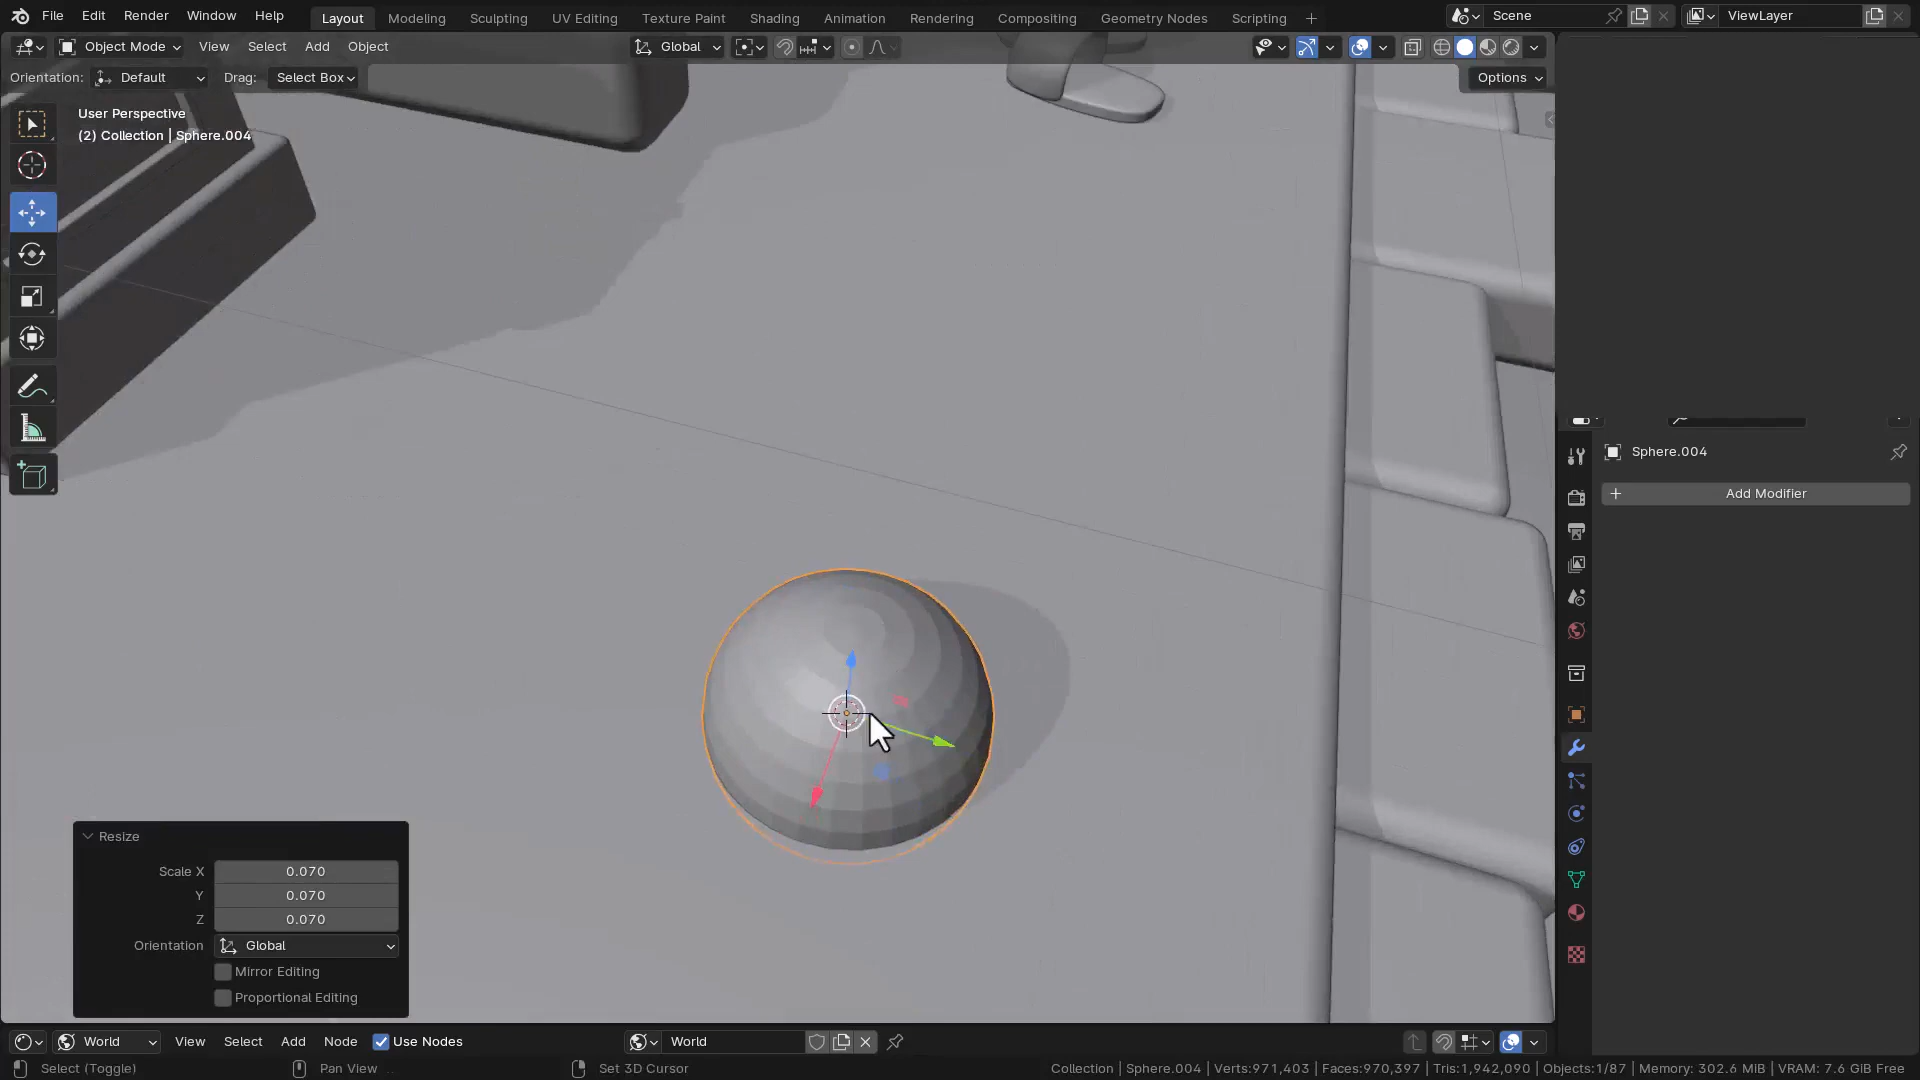 File Edit Render Window Help Layout Modeling Sculpting UV Editing Texture Paint Shading Animation Rendering Compositing Geometry Nodes Scripting + Scene ViewLayer
Object Mode View Select Add Object Global
Orientation: Default Drag: Select Box Options
User Perspective
(2) Collection | Sphere.004
Sphere.004
+ Add Modifier
Resize
Scale X 0.070
Y 0.070
Z 0.070
Orientation Global
Mirror Editing
Proportional Editing
World View Select Add Node Use Nodes World
Select (Toggle) Pan View Set 3D Cursor Collection | Sphere.004 | Verts:971,403 | Faces:970,397 | Tris:1,942,090 | Objects:1/87 | Memory: 302.6 MiB | VRAM: 7.6 GiB Free